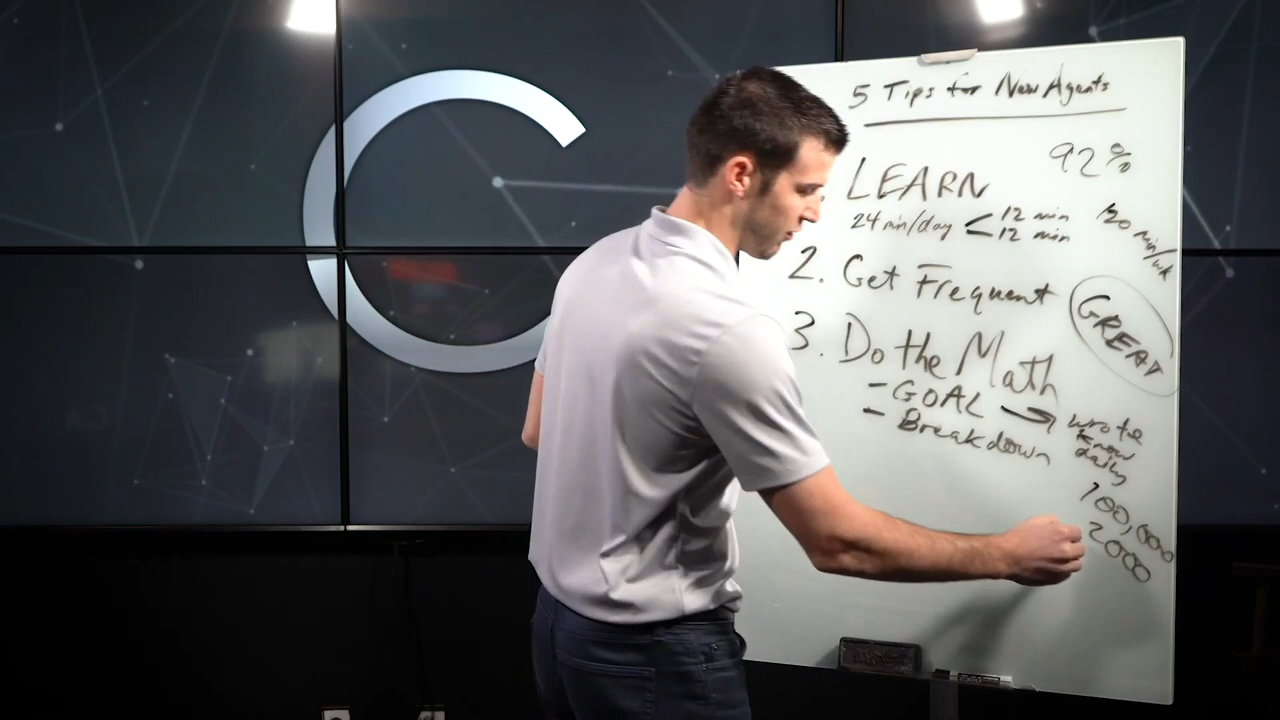 5 Tips for New Agents
92%
LEARN
24 min/day < 12 min
12 min
120 min/wk
2. Get Frequent
GREAT
3. Do the Math
- GOAL → wrote
know
daily
- Breakdown
100,000
2000